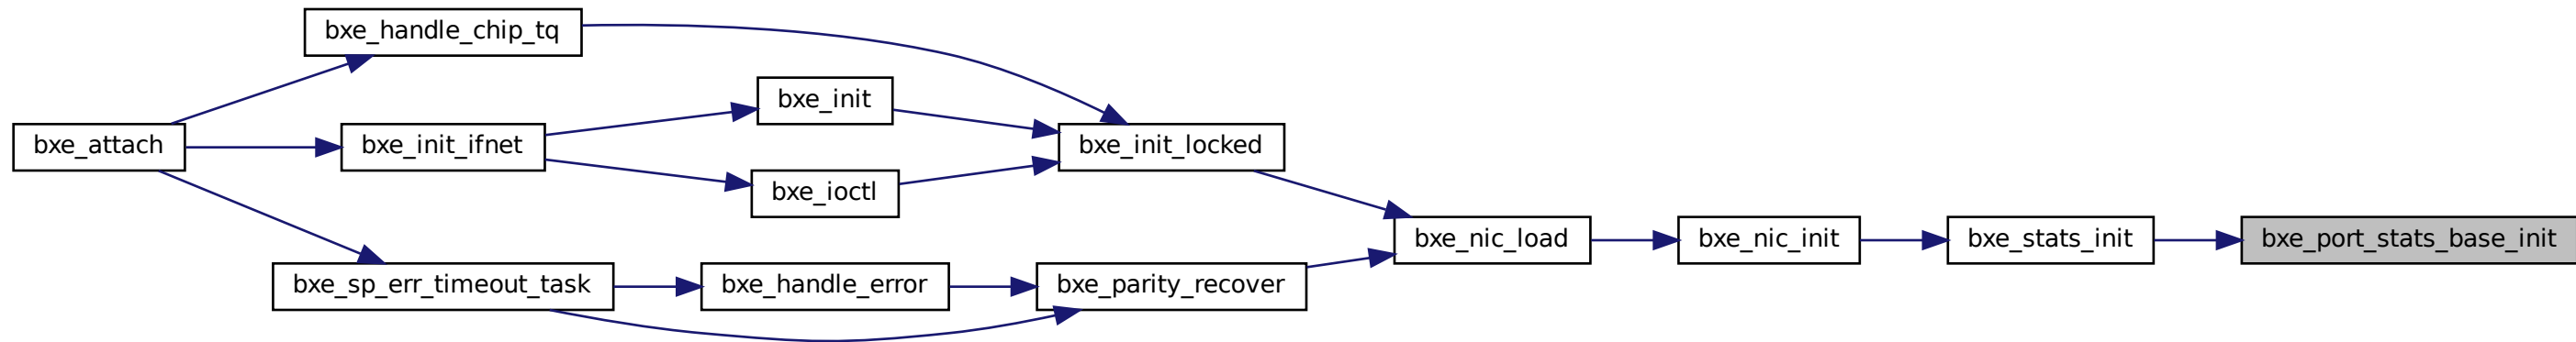 bxe_handle_chip_tq
bxe_init
bxe_attach
bxe_init_ifnet
bxe_init_locked
bxe_ioctl
bxe_nic_load
bxe_nic_init
bxe_stats_init
bxe_port_stats_base_init
bxe_sp_err_timeout_task
bxe_handle_error
bxe_parity_recover